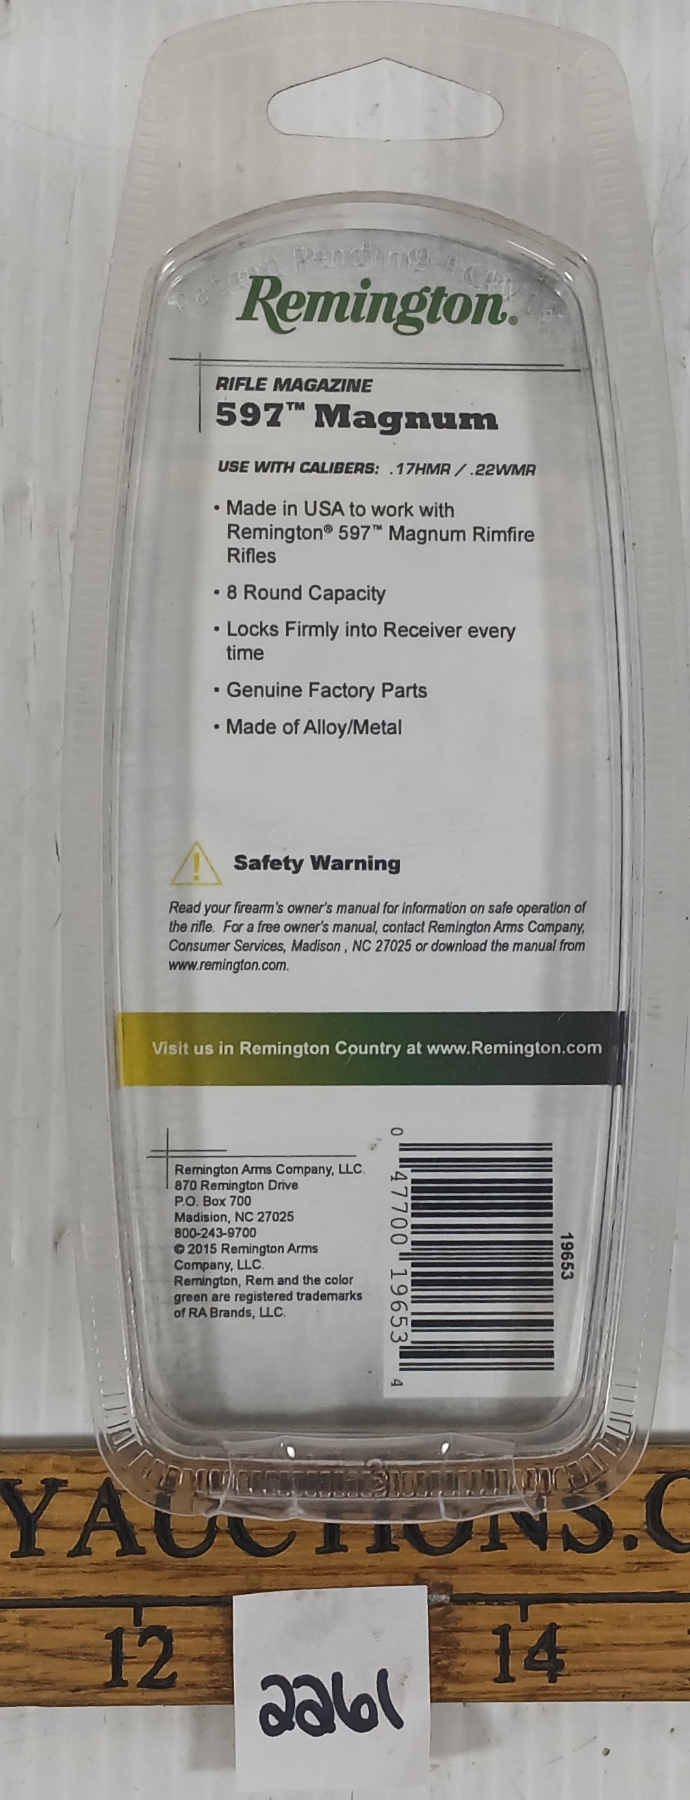 Patent Pending
Remington®
RIFLE MAGAZINE
597™ Magnum
USE WITH CALIBERS: .17HMR / .22WMR
• Made in USA to work with
Remington® 597™ Magnum Rimfire
Rifles
• 8 Round Capacity
• Locks Firmly into Receiver every
time
• Genuine Factory Parts
• Made of Alloy/Metal
Safety Warning
Read your firearm's owner's manual for information on safe operation of
the rifle. For a free owner's manual, contact Remington Arms Company,
Consumer Services, Madison , NC 27025 or download the manual from
www.remington.com.
Visit us in Remington Country at www.Remington.com
Remington Arms Company, LLC.
870 Remington Drive
P.O. Box 700
Madision, NC 27025
800-243-9700
© 2015 Remington Arms
Company, LLC.
Remington, Rem and the color
green are registered trademarks
of RA Brands, LLC.
0 47700 19653 4
19653
YAUCTIONS.C
12 14
2261